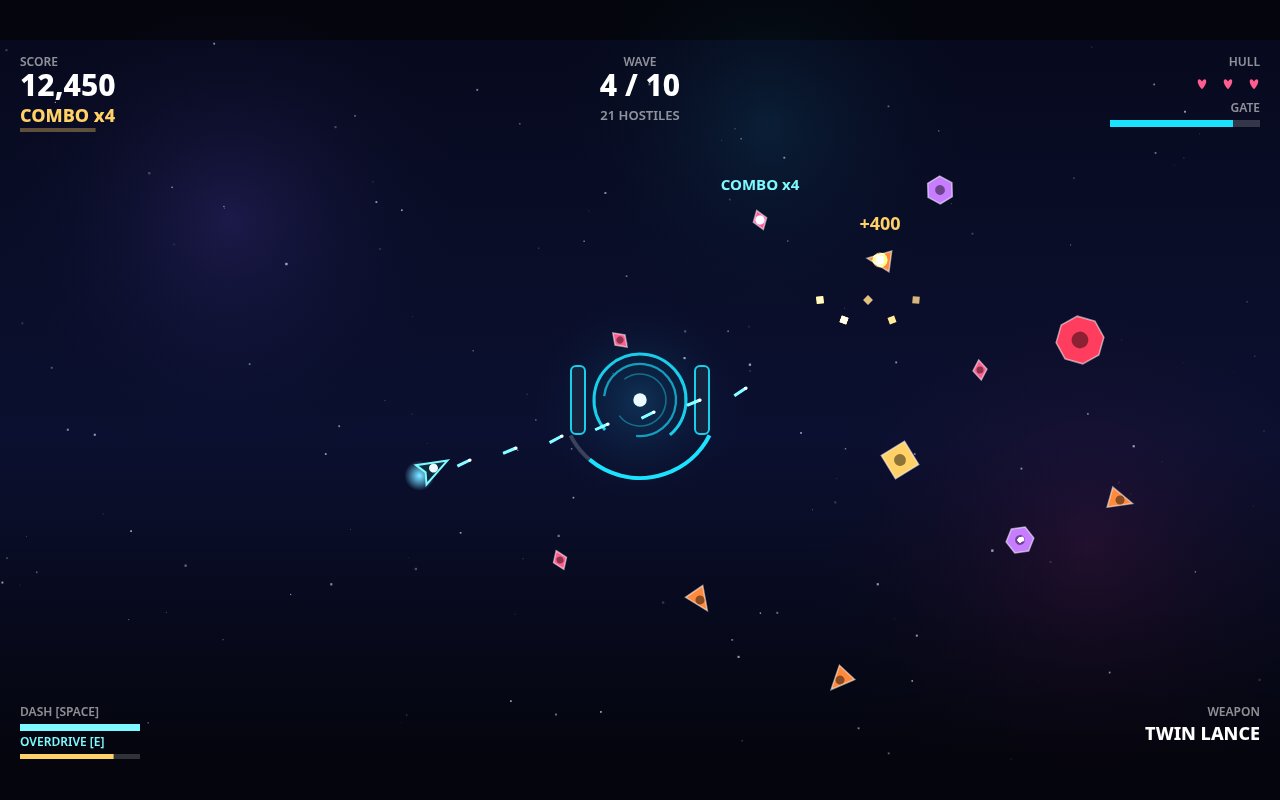 SCORE
12,450
COMBO x4
WAVE
4 / 10
21 HOSTILES
HULL
GATE
COMBO x4
+400
DASH [SPACE]
OVERDRIVE [E]
WEAPON
TWIN LANCE